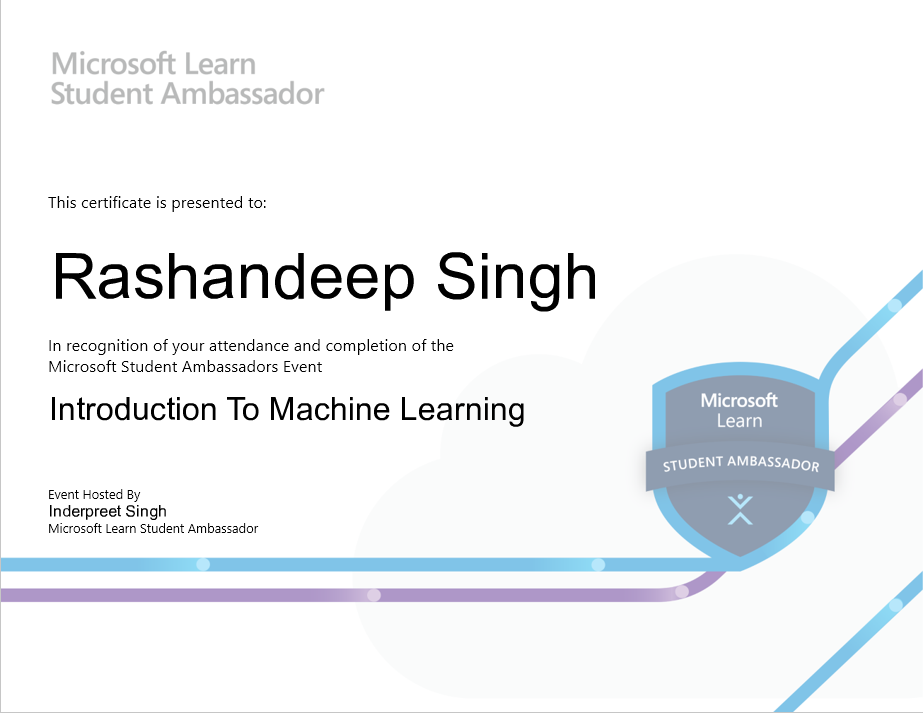 Microsoft Learn
Student Ambassador
This certificate is presented to:
Rashandeep Singh
In recognition of your attendance and completion of the
Microsoft Student Ambassadors Event
Introduction To Machine Learning
Microsoft
Learn
STUDENT AMBASSADOR
Event Hosted By
Inderpreet Singh
Microsoft Learn Student Ambassador